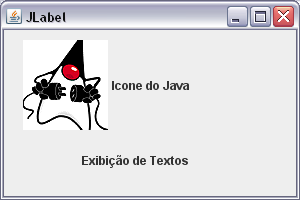 JLabel
Icone do Java
Exibição de Textos